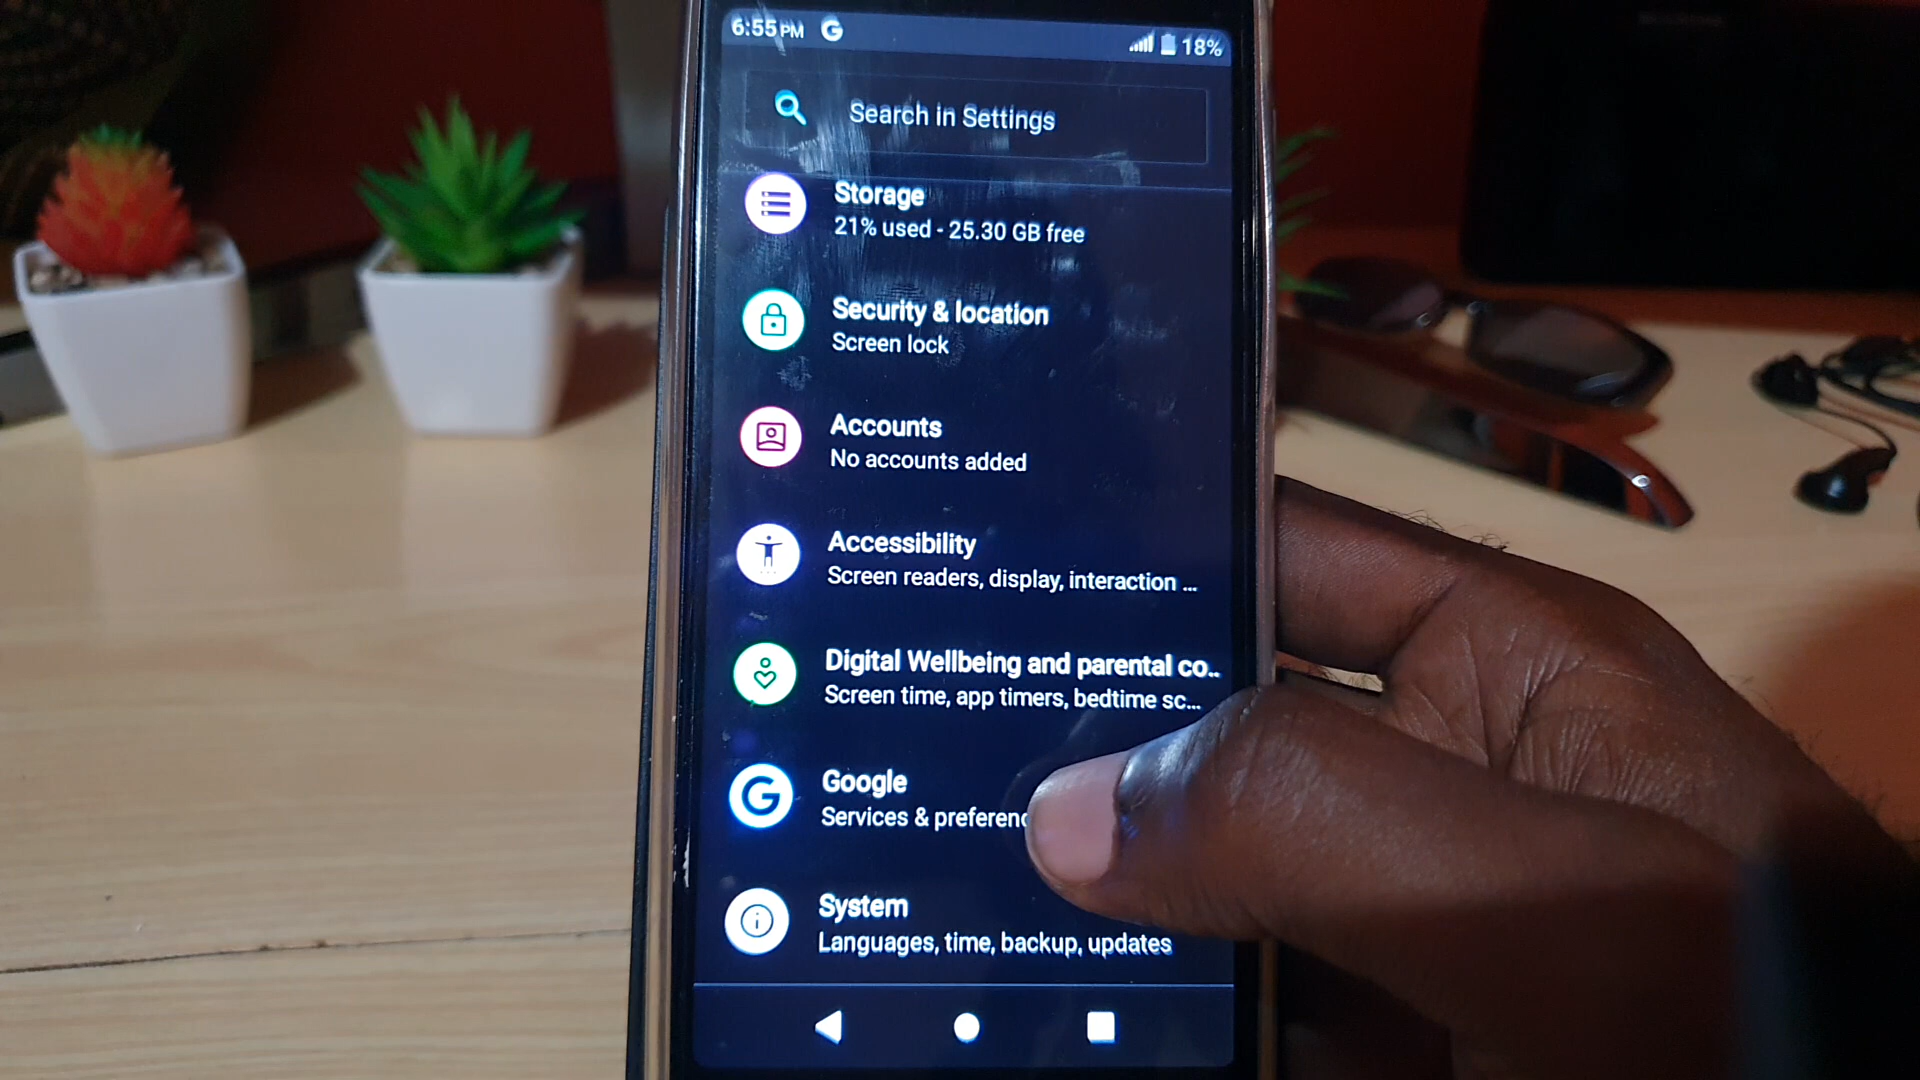 6:55 PM G 18%
Search in Settings
Storage
21% used - 25.30 GB free
Security & location
Screen lock
Accounts
No accounts added
Accessibility
Screen readers, display, interaction ...
Digital Wellbeing and parental co..
Screen time, app timers, bedtime sc...
G
Google
Services &
System
Languages, time, backup, updates